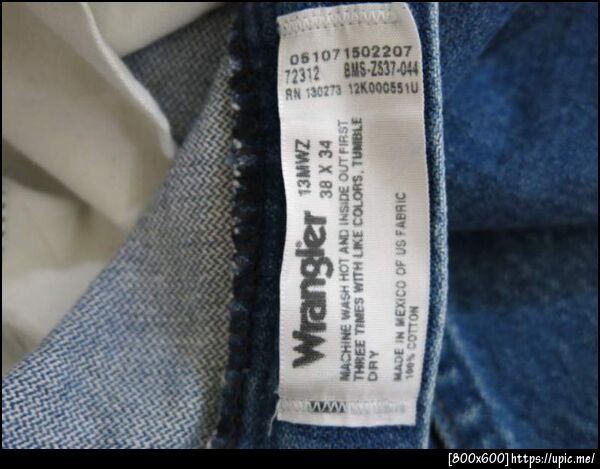 051071502207
72312 BMS-ZS37-044
RN 130273 12K000551U
Wrangler 13MWZ
38 X 34
MACHINE WASH HOT AND INSIDE OUT FIRST
THREE TIMES WITH LIKE COLORS, TUMBLE
DRY
MADE IN MEXICO OF US FABRIC
100% COTTON
[800x600]https://upic.me/